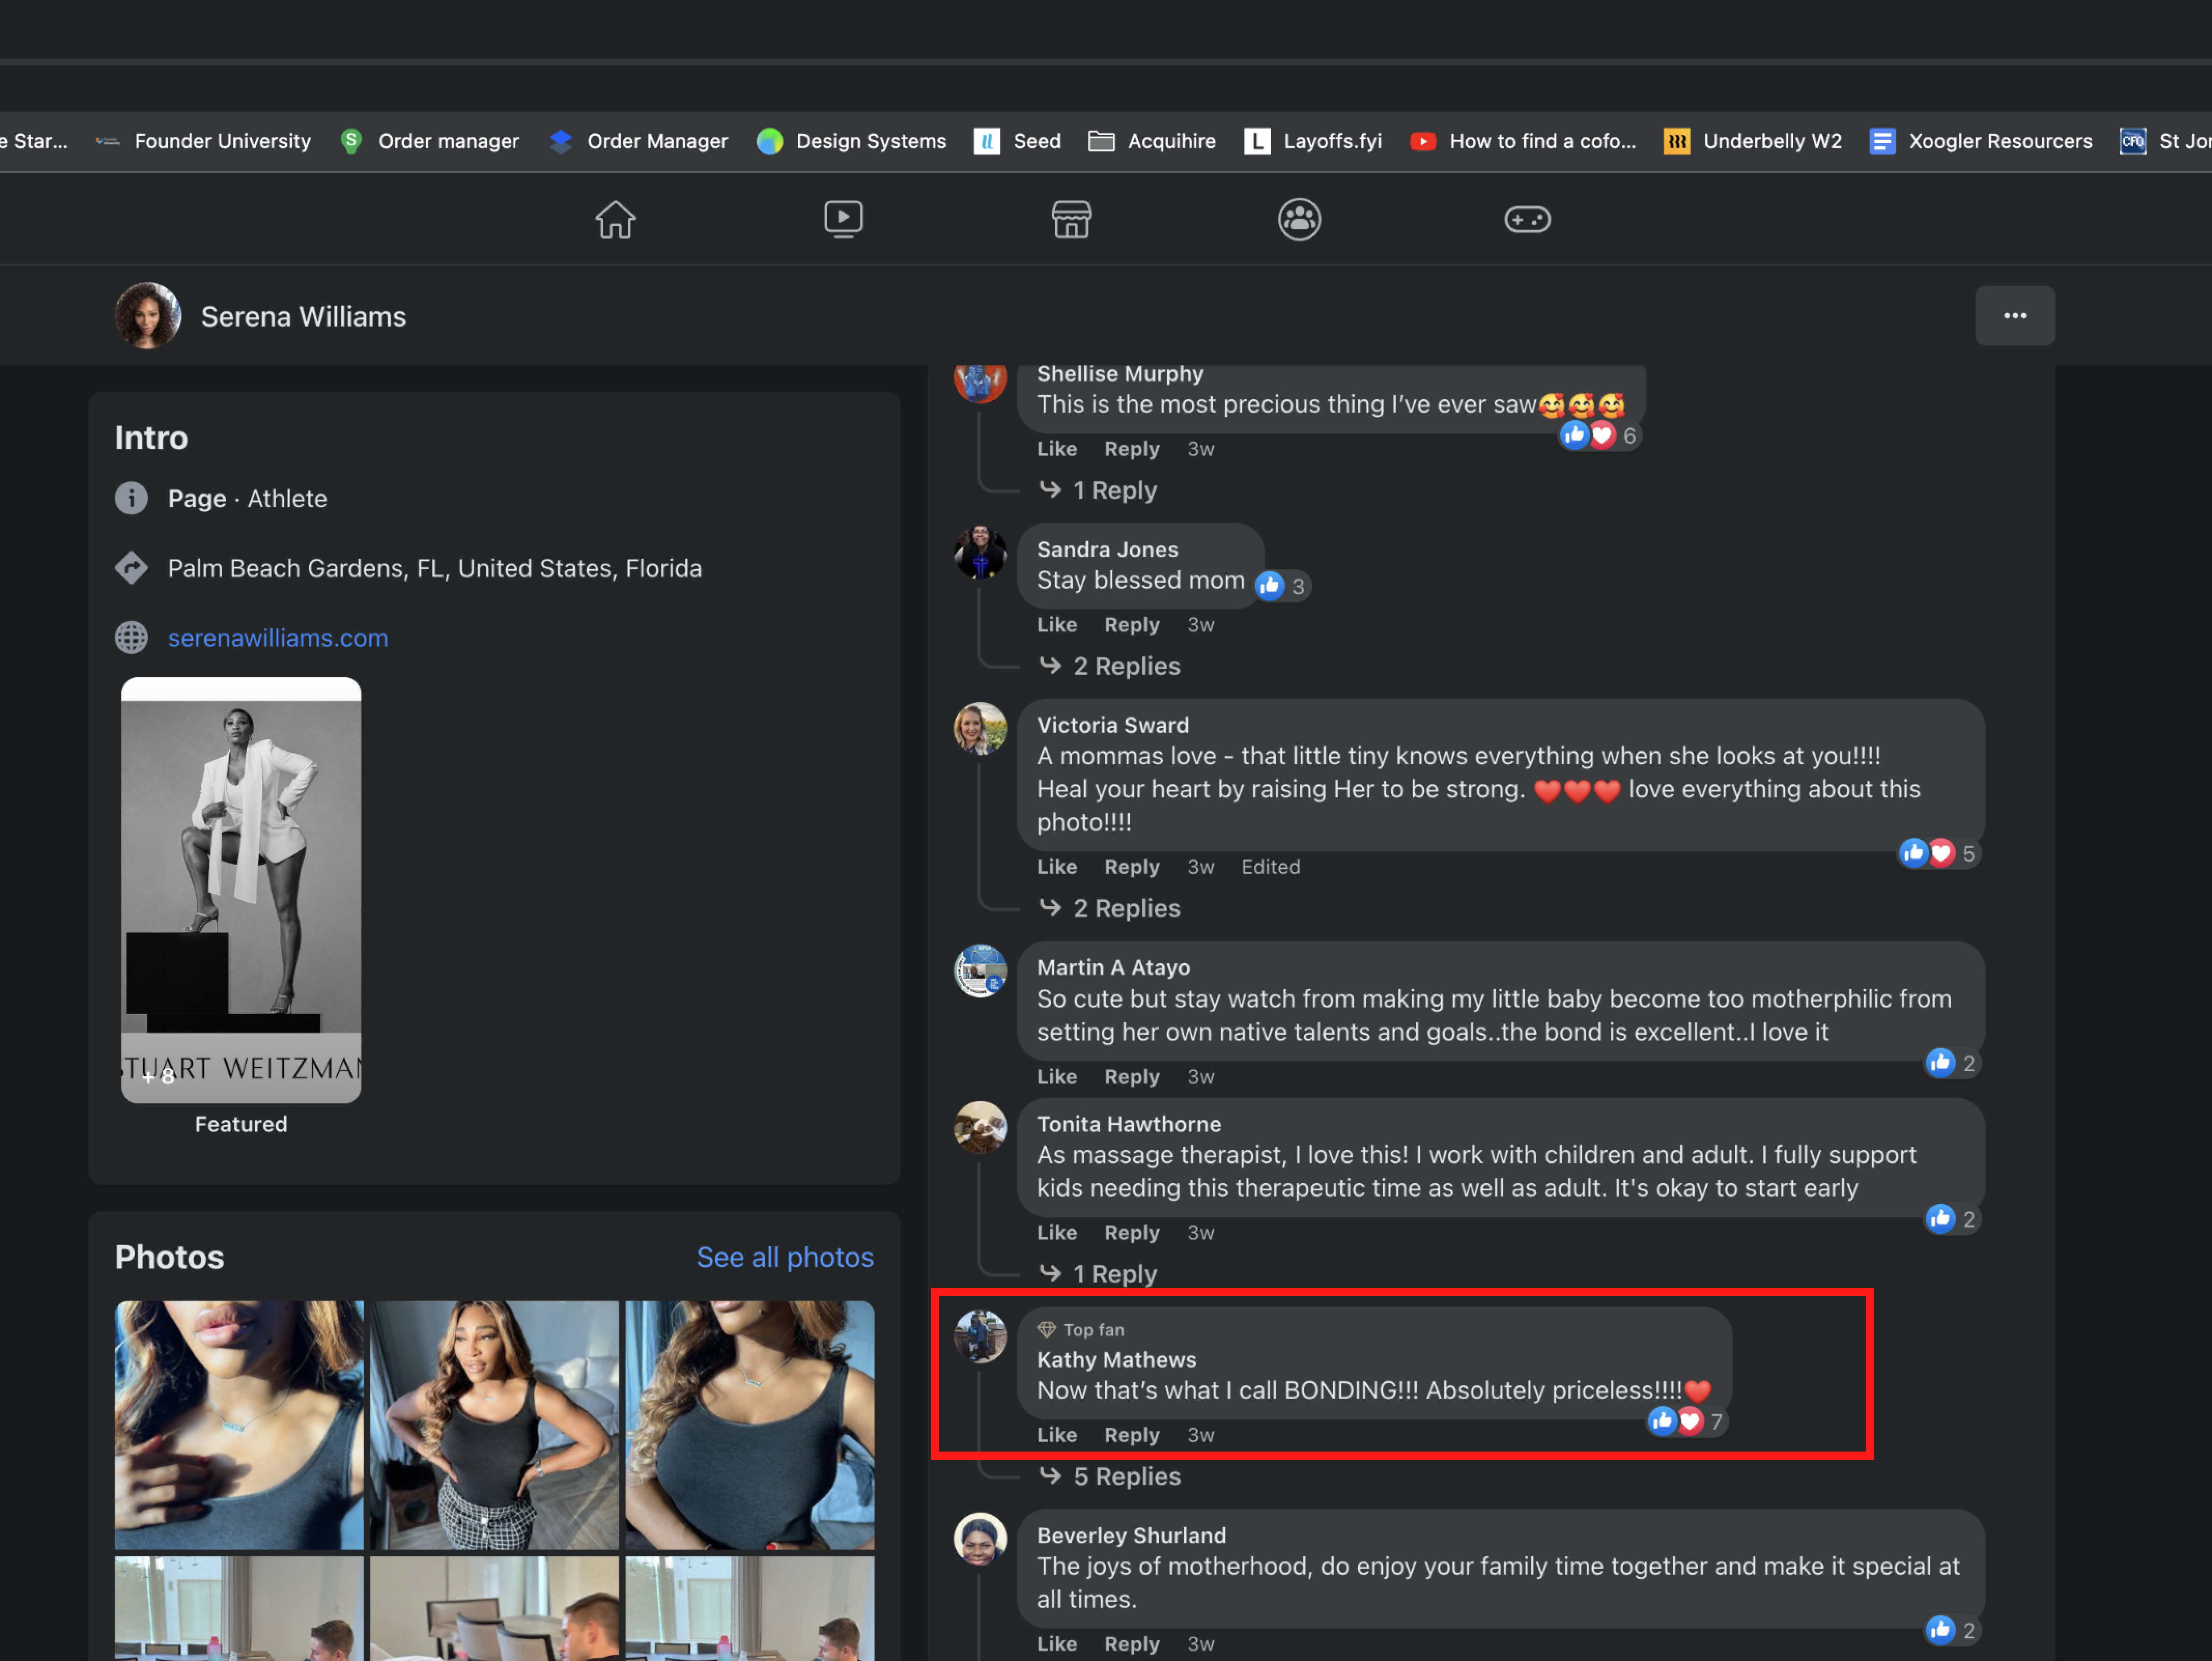 e Star...
Founder University
S
Order manager
Order Manager
Design Systems
Seed
Acquihire
L
Layoffs.fyi
How to find a cofo...
Underbelly W2
Xoogler Resourcers
CFO
St Jor
Serena Williams
Intro
Page · Athlete
Palm Beach Gardens, FL, United States, Florida
serenawilliams.com
STUART WEITZMAN
+ 8
Featured
Photos
See all photos
Shellise Murphy
This is the most precious thing I’ve ever saw🥰🥰🥰
6
Like Reply 3w
1 Reply
Sandra Jones
Stay blessed mom
3
Like Reply 3w
2 Replies
Victoria Sward
A mommas love - that little tiny knows everything when she looks at you!!!!
Heal your heart by raising Her to be strong. ❤️❤️❤️ love everything about this
photo!!!!
5
Like Reply 3w Edited
2 Replies
Martin A Atayo
So cute but stay watch from making my little baby become too motherphilic from
setting her own native talents and goals..the bond is excellent..I love it
2
Like Reply 3w
Tonita Hawthorne
As massage therapist, I love this! I work with children and adult. I fully support
kids needing this therapeutic time as well as adult. It's okay to start early
2
Like Reply 3w
1 Reply
Top fan
Kathy Mathews
Now that’s what I call BONDING!!! Absolutely priceless!!!!❤️
7
Like Reply 3w
5 Replies
Beverley Shurland
The joys of motherhood, do enjoy your family time together and make it special at
all times.
2
Like Reply 3w